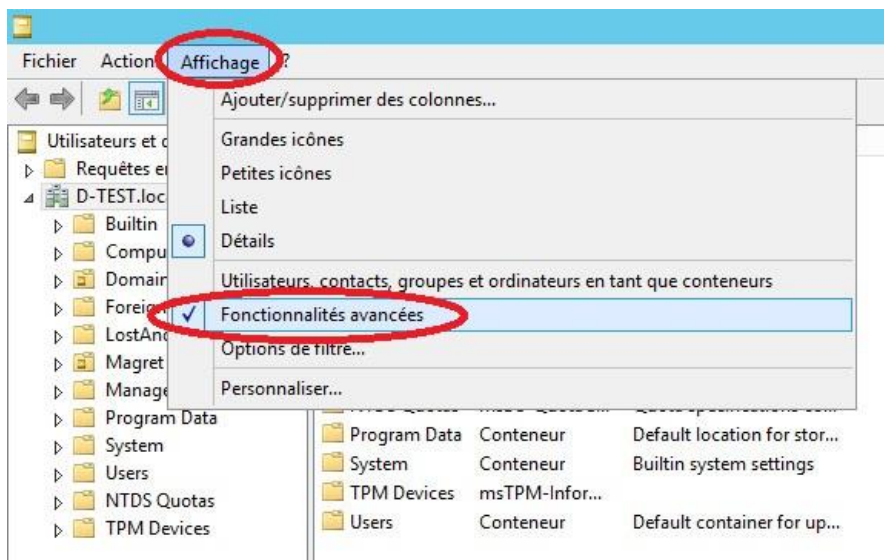 Fichier Action Affichage ?
Ajouter/supprimer des colonnes...
Grandes icônes
Petites icônes
Liste
Détails
Utilisateurs, contacts, groupes et ordinateurs en tant que conteneurs
Fonctionnalités avancées
Options de filtre...
Personnaliser...
Utilisateurs et
Requêtes
D-TEST.loc
Builtin
Compu
Domain
Foreig
LostAnd
Magret
Manage
Program Data
System
Users
NTDS Quotas
TPM Devices
Program Data Conteneur Default location for stor...
System Conteneur Builtin system settings
TPM Devices msTPM-Infor...
Users Conteneur Default container for up...